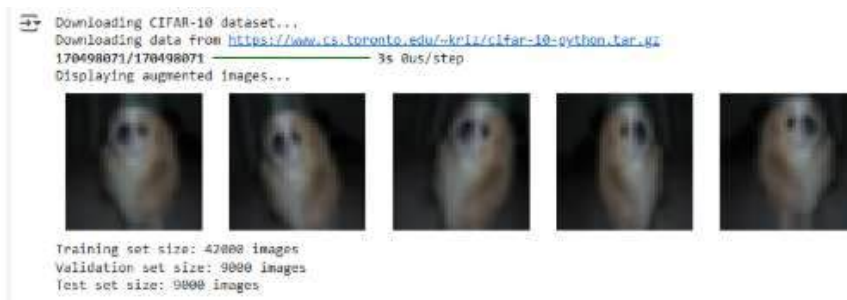 Downloading CIFAR-10 dataset...
Downloading data from https://www.cs.toronto.edu/~kriz/cifar-10-python.tar.gz
170498071/170498071 ━━━━━━━━━━━━━━━━━━━━ 3s 0us/step
Displaying augmented images...
Training set size: 42000 images
Validation set size: 9000 images
Test set size: 9000 images